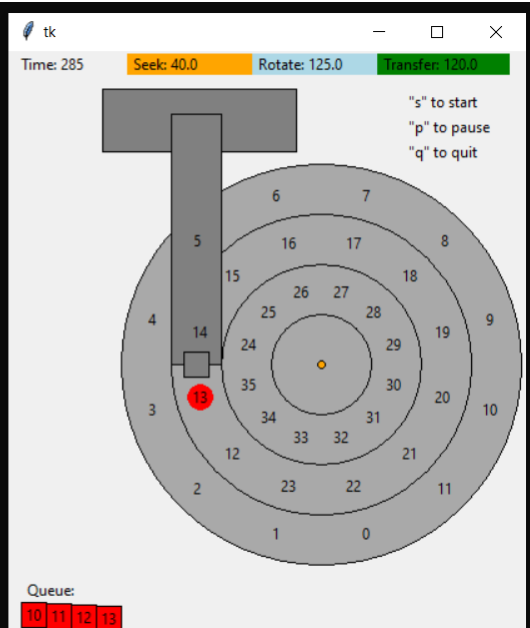 tk
Time: 285 Seek: 40.0 Rotate: 125.0 Transfer: 120.0
"s" to start
"p" to pause
"q" to quit
6 7
5 8
16 17
15 18
26 27
25 28
4 14 19 9
24 29
35 30
13 20
3 10
34 31
33 32
12 21
2 23 22 11
1 0
Queue:
10 11 12 13